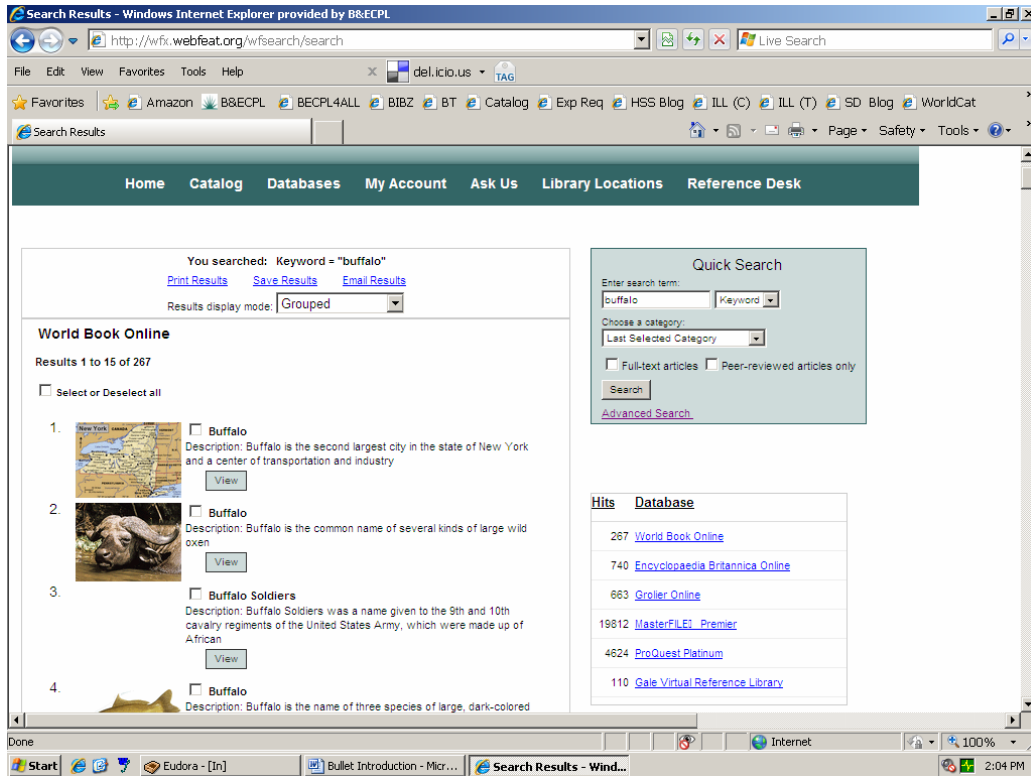 Search Results - Windows Internet Explorer provided by B&ECPL
http://wfx.webfeat.org/wfsearch/search
Live Search
File Edit View Favorites Tools Help
del.icio.us
TAG
Favorites Amazon B&ECPL BECPL4ALL BIBZ BT Catalog Exp Req HSS Blog ILL (C) ILL (T) SD Blog WorldCat
Search Results
Page Safety Tools
Home Catalog Databases My Account Ask Us Library Locations Reference Desk
You searched: Keyword = "buffalo"
Print Results Save Results Email Results
Results display mode: Grouped
World Book Online
Results 1 to 15 of 267
Select or Deselect all
1. Buffalo
New York CANADA
Description: Buffalo is the second largest city in the state of New York
and a center of transportation and industry
View
2. Buffalo
Description: Buffalo is the common name of several kinds of large wild
oxen
View
3. Buffalo Soldiers
Description: Buffalo Soldiers was a name given to the 9th and 10th
cavalry regiments of the United States Army, which were made up of
African
View
4. Buffalo
Description: Buffalo is the name of three species of large, dark-colored
Quick Search
Enter search term:
buffalo Keyword
Choose a category:
Last Selected Category
Full-text articles Peer-reviewed articles only
Search
Advanced Search
Hits Database
267 World Book Online
740 Encyclopaedia Britannica Online
663 Grolier Online
19812 MasterFILE Premier
4624 ProQuest Platinum
110 Gale Virtual Reference Library
Done Internet 100%
Start Eudora - [In] Bullet Introduction - Micr... Search Results - Wind... 2:04 PM